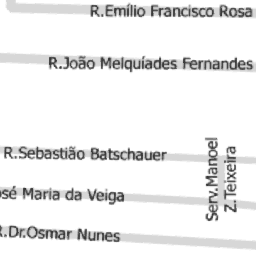 R.Emílio Francisco Rosa
R.João Melquíades Fernandes
R.Sebastião Batschauer
Serv.Manoel
Z.Teixeira
osé Maria da Veiga
R.Dr.Osmar Nunes